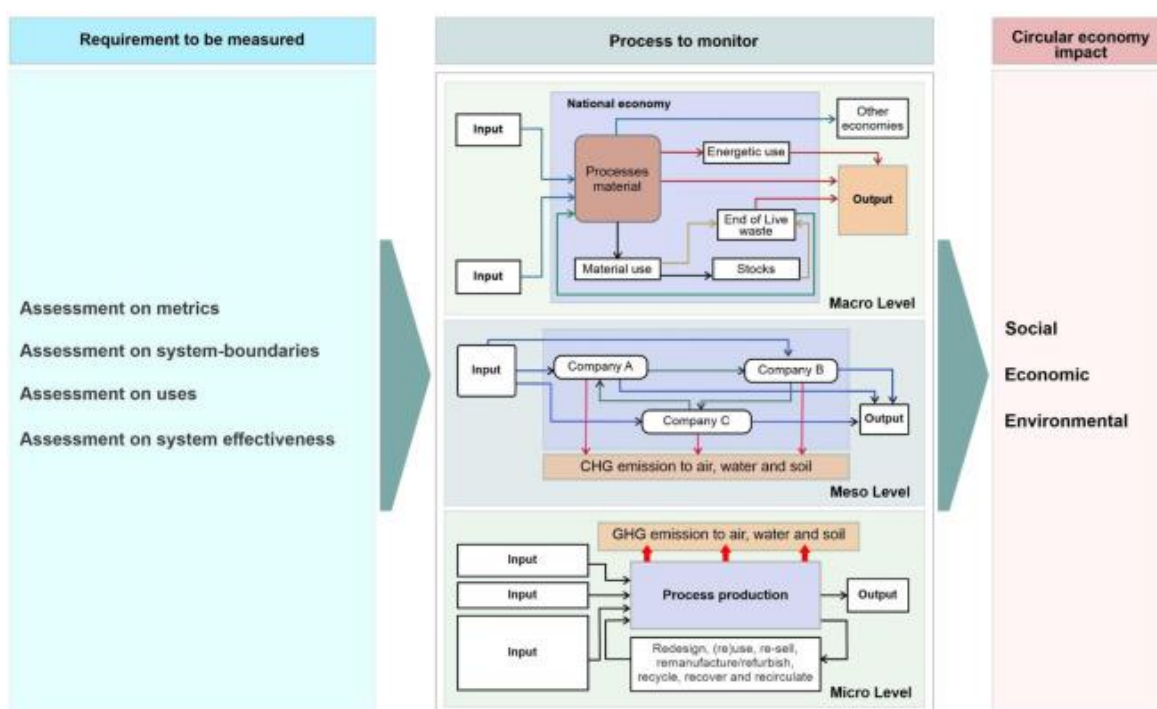 Requirement to be measured
Assessment on metrics
Assessment on system-boundaries
Assessment on uses
Assessment on system effectiveness
Process to monitor
National economy
Input
Other
economies
Energetic use
Processes
material
Output
End of Live
waste
Input
Material use
Stocks
Macro Level
Input
Company A
Company B
Company C
Output
CHG emission to air, water and soil
Meso Level
GHG emission to air, water and soil
Input
Input
Process production
Output
Input
Redesign, (re)use, re-sell,
remanufacture/refurbish,
recycle, recover and recirculate
Micro Level
Circular economy
impact
Social
Economic
Environmental